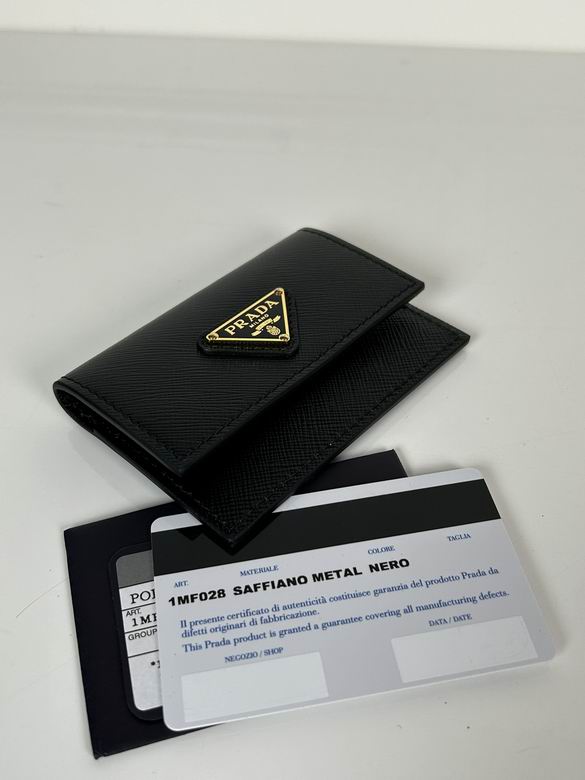 PRADA
MILANO
ART. MATERIALE COLORE TAGLIA
1MF028 SAFFIANO METAL NERO
Il presente certificato di autenticità costituisce garanzia del prodotto Prada da
difetti originari di fabbricazione.
This Prada product is granted a guarantee covering all manufacturing defects.
NEGOZIO / SHOP DATA / DATE
ART.
GROUP